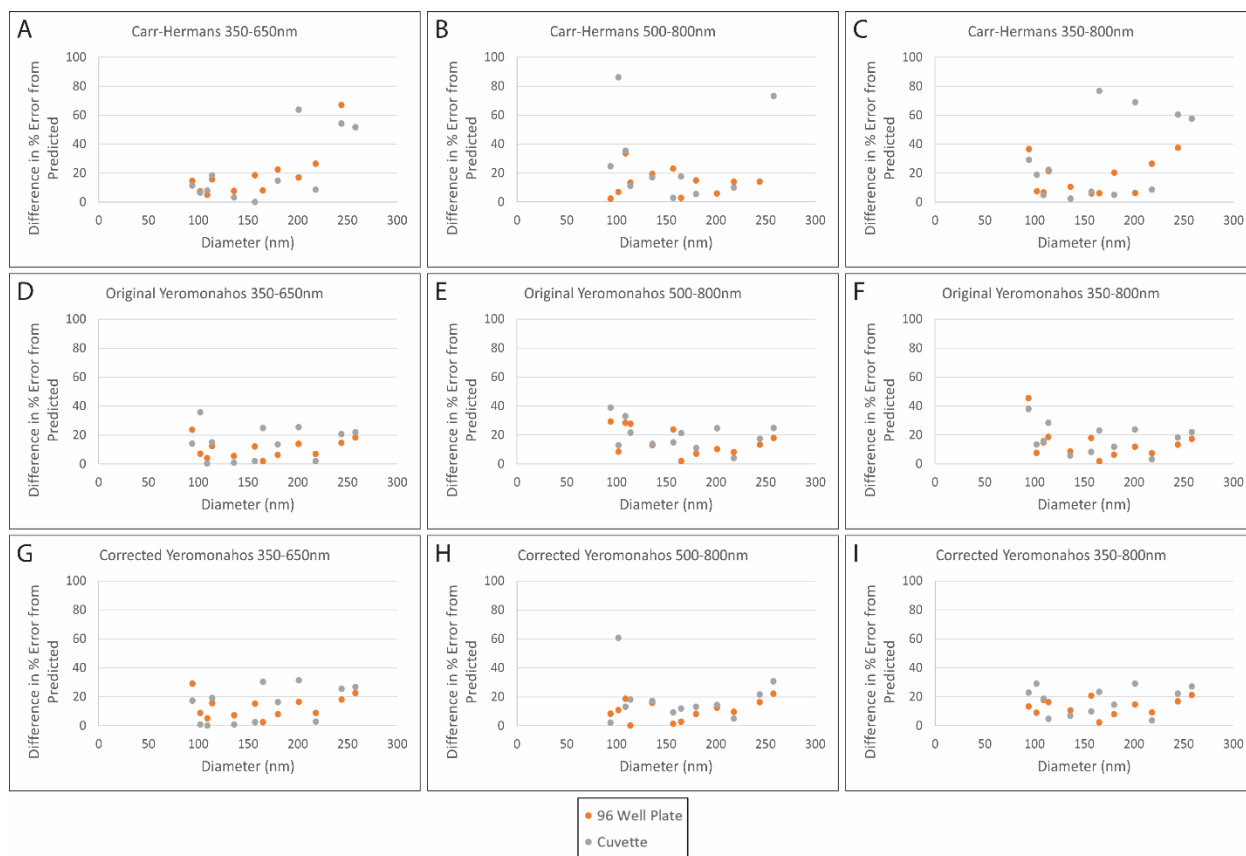 A
Carr-Hermans 350-650nm
Difference in % Error from
Predicted
100
80
60
40
20
0
0 50 100 150 200 250 300
Diameter (nm)
B
Carr-Hermans 500-800nm
Difference in % Error from
Predicted
100
80
60
40
20
0
0 50 100 150 200 250 300
Diameter (nm)
C
Carr-Hermans 350-800nm
Difference in % Error from
Predicted
100
80
60
40
20
0
0 50 100 150 200 250 300
Diameter (nm)
D
Original Yeromonahos 350-650nm
Difference in % Error from
Predicted
100
80
60
40
20
0
0 50 100 150 200 250 300
Diameter (nm)
E
Original Yeromonahos 500-800nm
Difference in % Error from
Predicted
100
80
60
40
20
0
0 50 100 150 200 250 300
Diameter (nm)
F
Original Yeromonahos 350-800nm
Difference in % Error from
Predicted
100
80
60
40
20
0
0 50 100 150 200 250 300
Diameter (nm)
G
Corrected Yeromonahos 350-650nm
Difference in % Error from
Predicted
100
80
60
40
20
0
0 50 100 150 200 250 300
Diameter (nm)
H
Corrected Yeromonahos 500-800nm
Difference in % Error from
Predicted
100
80
60
40
20
0
0 50 100 150 200 250 300
Diameter (nm)
I
Corrected Yeromonahos 350-800nm
Difference in % Error from
Predicted
100
80
60
40
20
0
0 50 100 150 200 250 300
Diameter (nm)
96 Well Plate
Cuvette